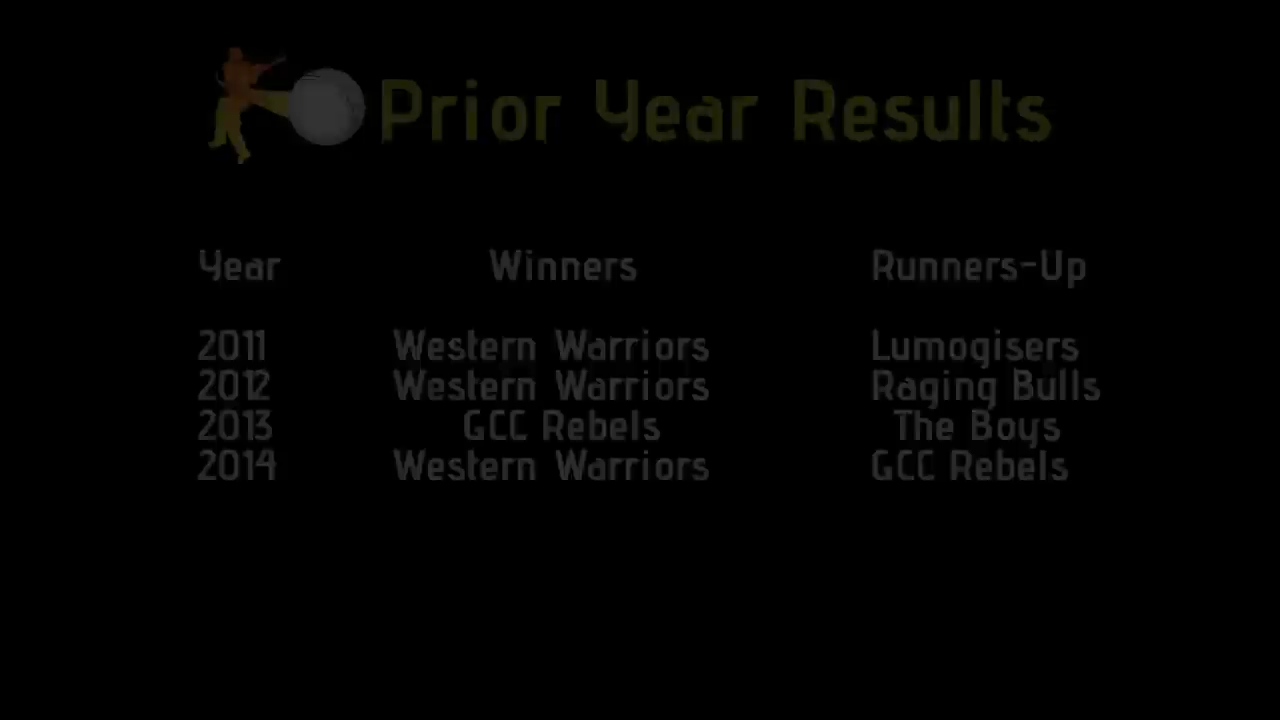 Prior Year Results
Year Winners Runners-Up
2011 Western Warriors Lumogisers
2012 Western Warriors Raging Bulls
2013 GCC Rebels The Boys
2014 Western Warriors GCC Rebels